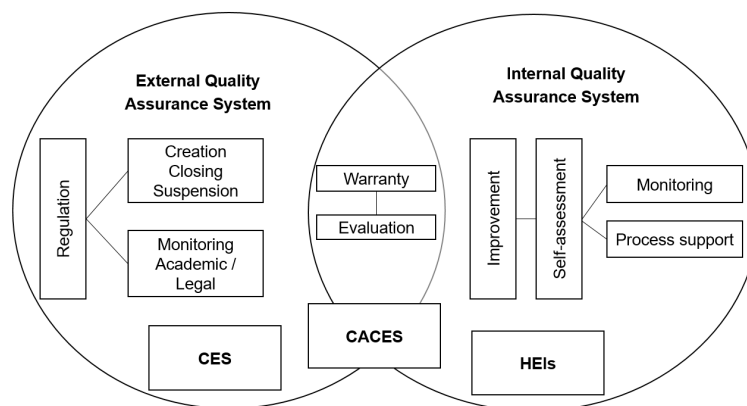 External Quality
Assurance System
Internal Quality
Assurance System
Regulation
Creation
Closing
Suspension
Monitoring
Academic /
Legal
Warranty
Evaluation
Improvement
Self-assessment
Monitoring
Process support
CES
CACES
HEIs